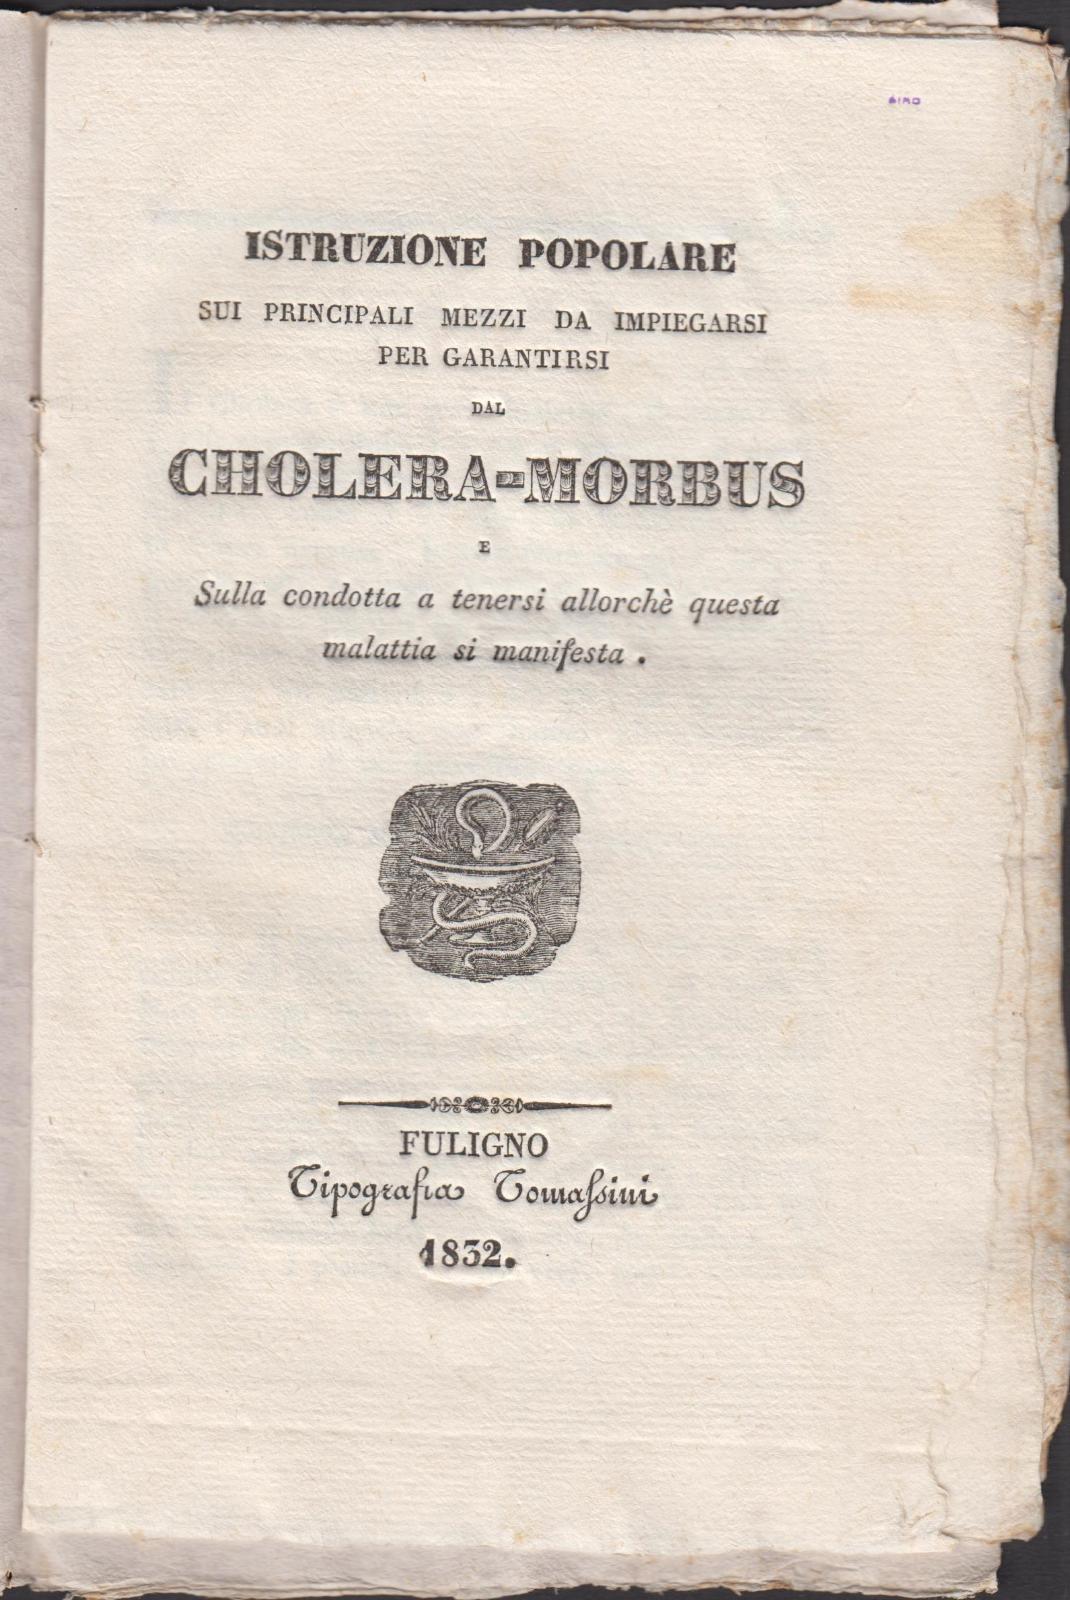 ISTRUZIONE POPOLARE
SUI PRINCIPALI MEZZI DA IMPIEGARSI
PER GARANTIRSI
DAL
CHOLERA-MORBUS
E
Sulla condotta a tenersi allorchè questa
malattia si manifesta .
FULIGNO
Tipografia Tomassini
1832.